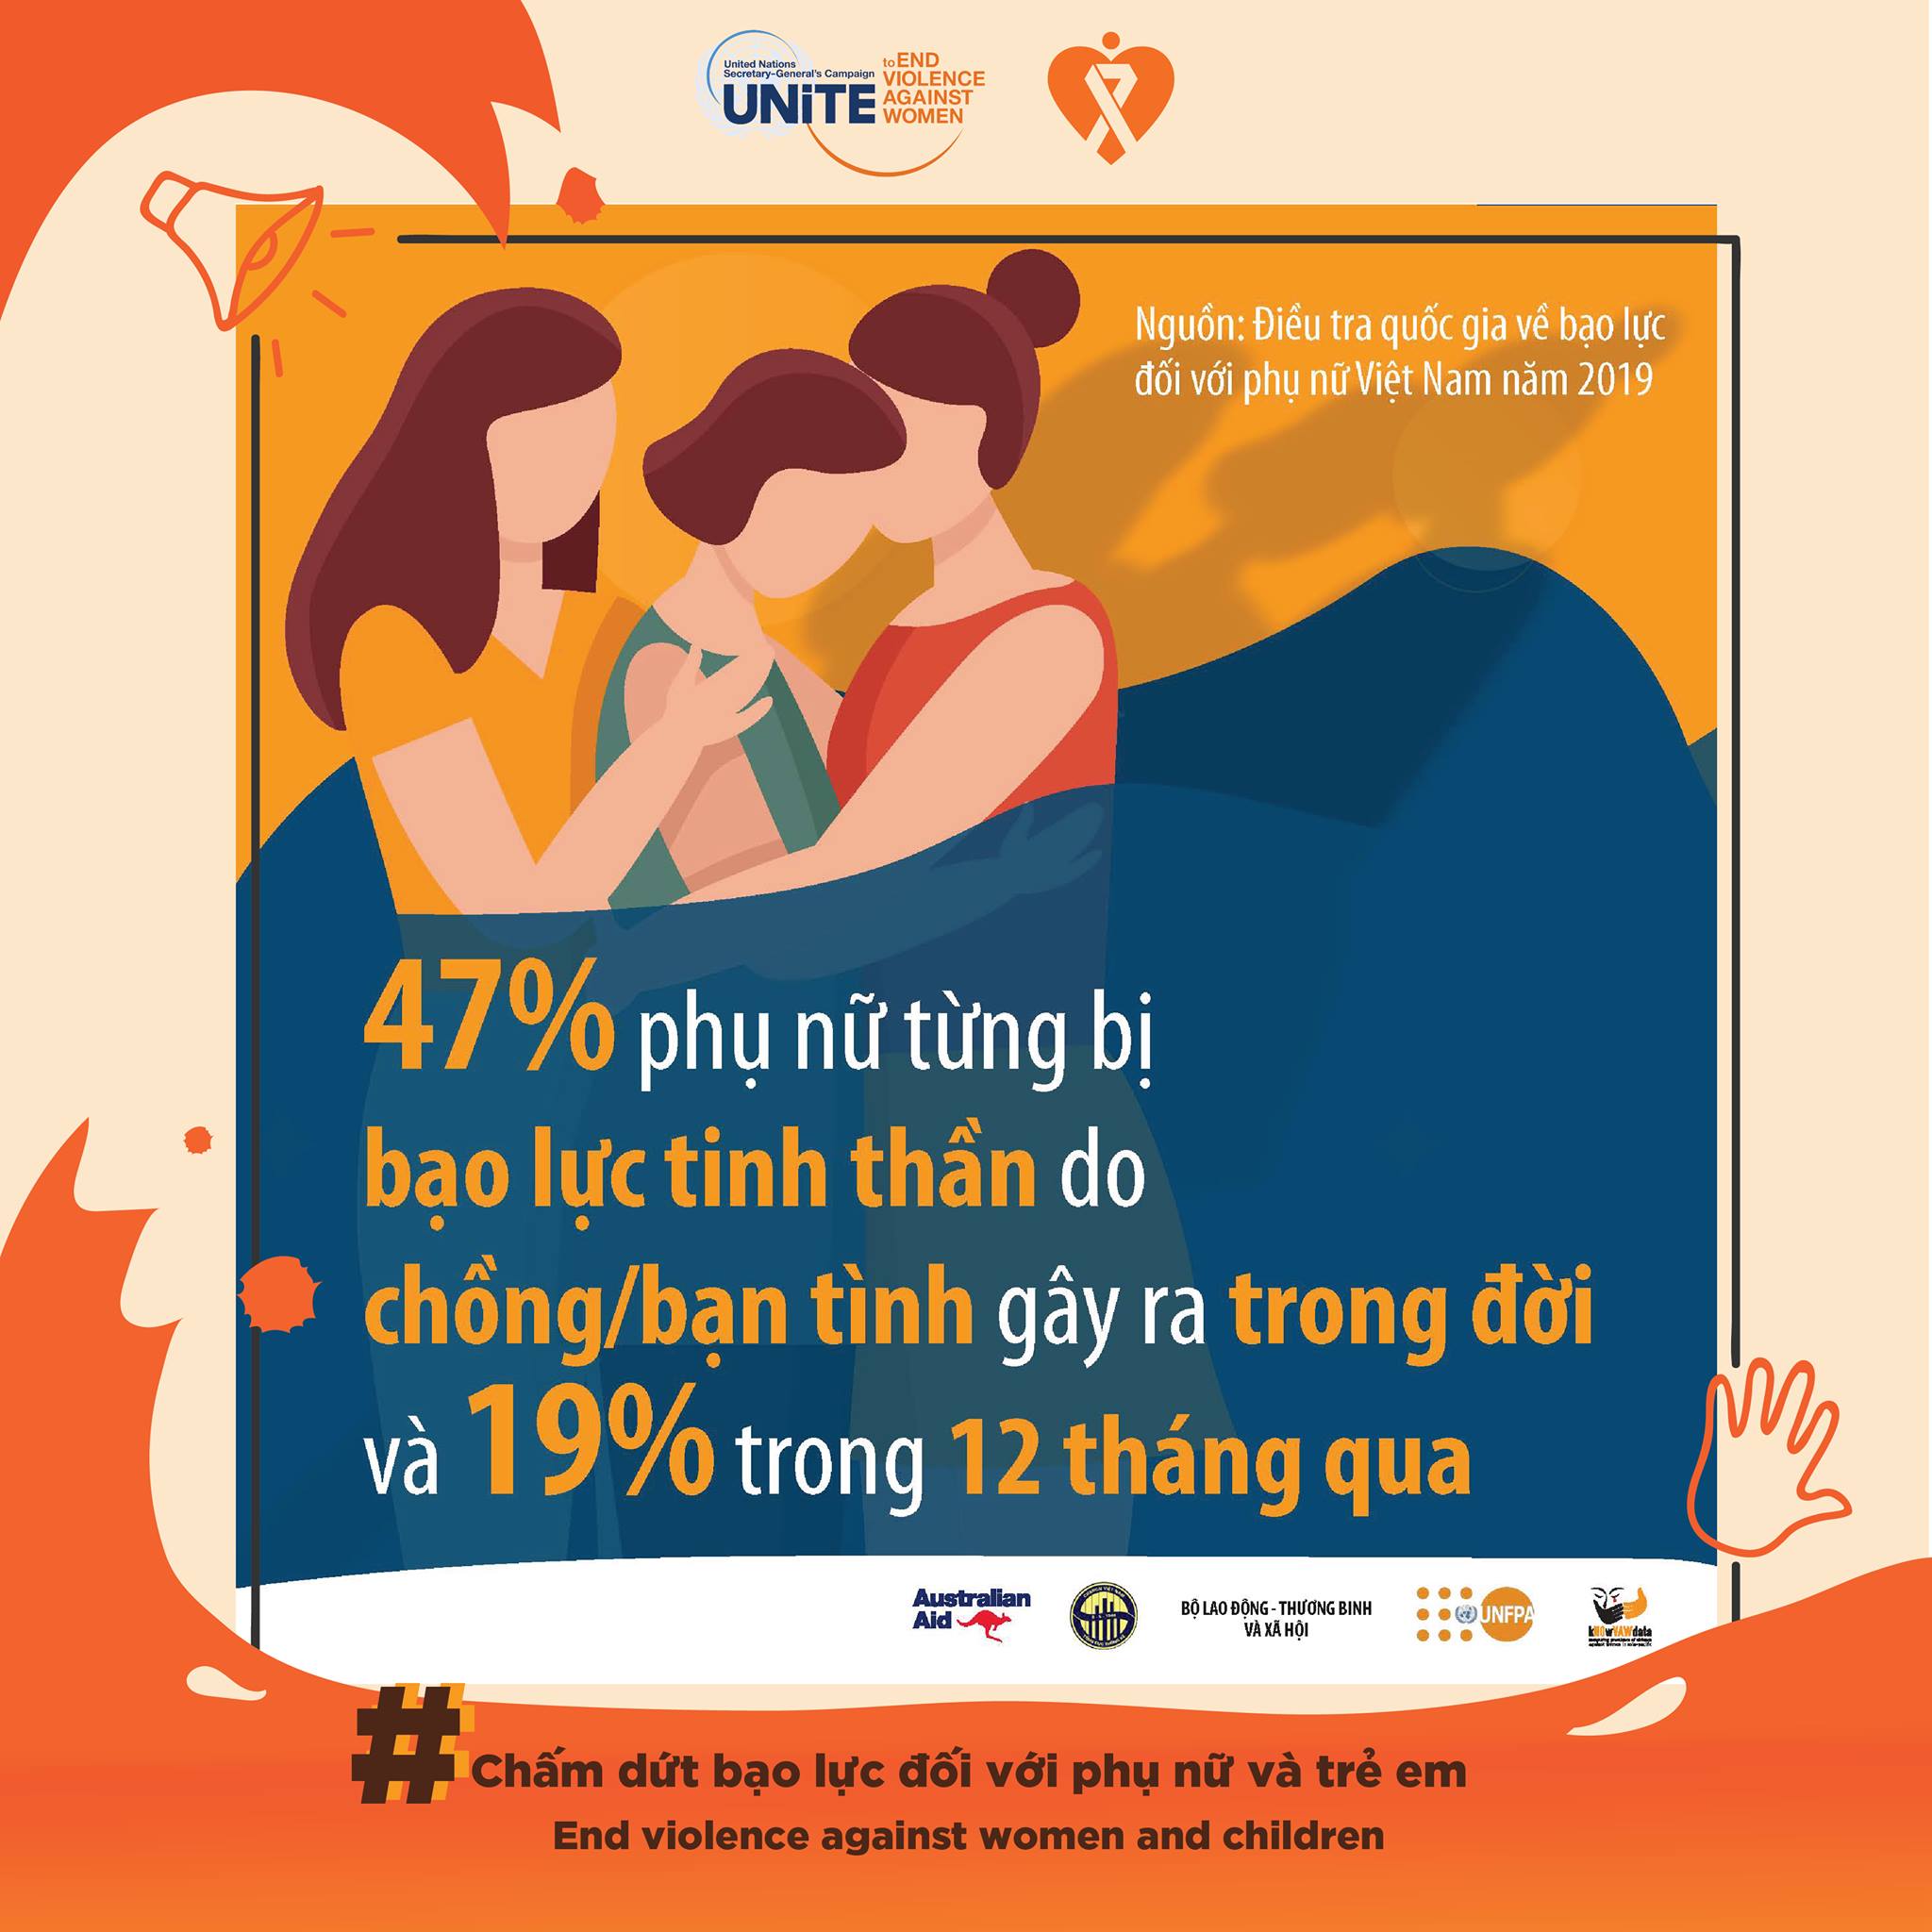 United Nations
Secretary-General's Campaign
UNiTE
to END
VIOLENCE
AGAINST
WOMEN
Nguồn: Điều tra quốc gia về bạo lực
đối với phụ nữ Việt Nam năm 2019
47% phụ nữ từng bị
bạo lực tinh thần do
chồng/bạn tình gây ra trong đời
và 19% trong 12 tháng qua
Australian
Aid
BỘ LAO ĐỘNG - THƯƠNG BINH
VÀ XÃ HỘI
UNFPA
kNOwVAWdata
#Chấm dứt bạo lực đối với phụ nữ và trẻ em
End violence against women and children